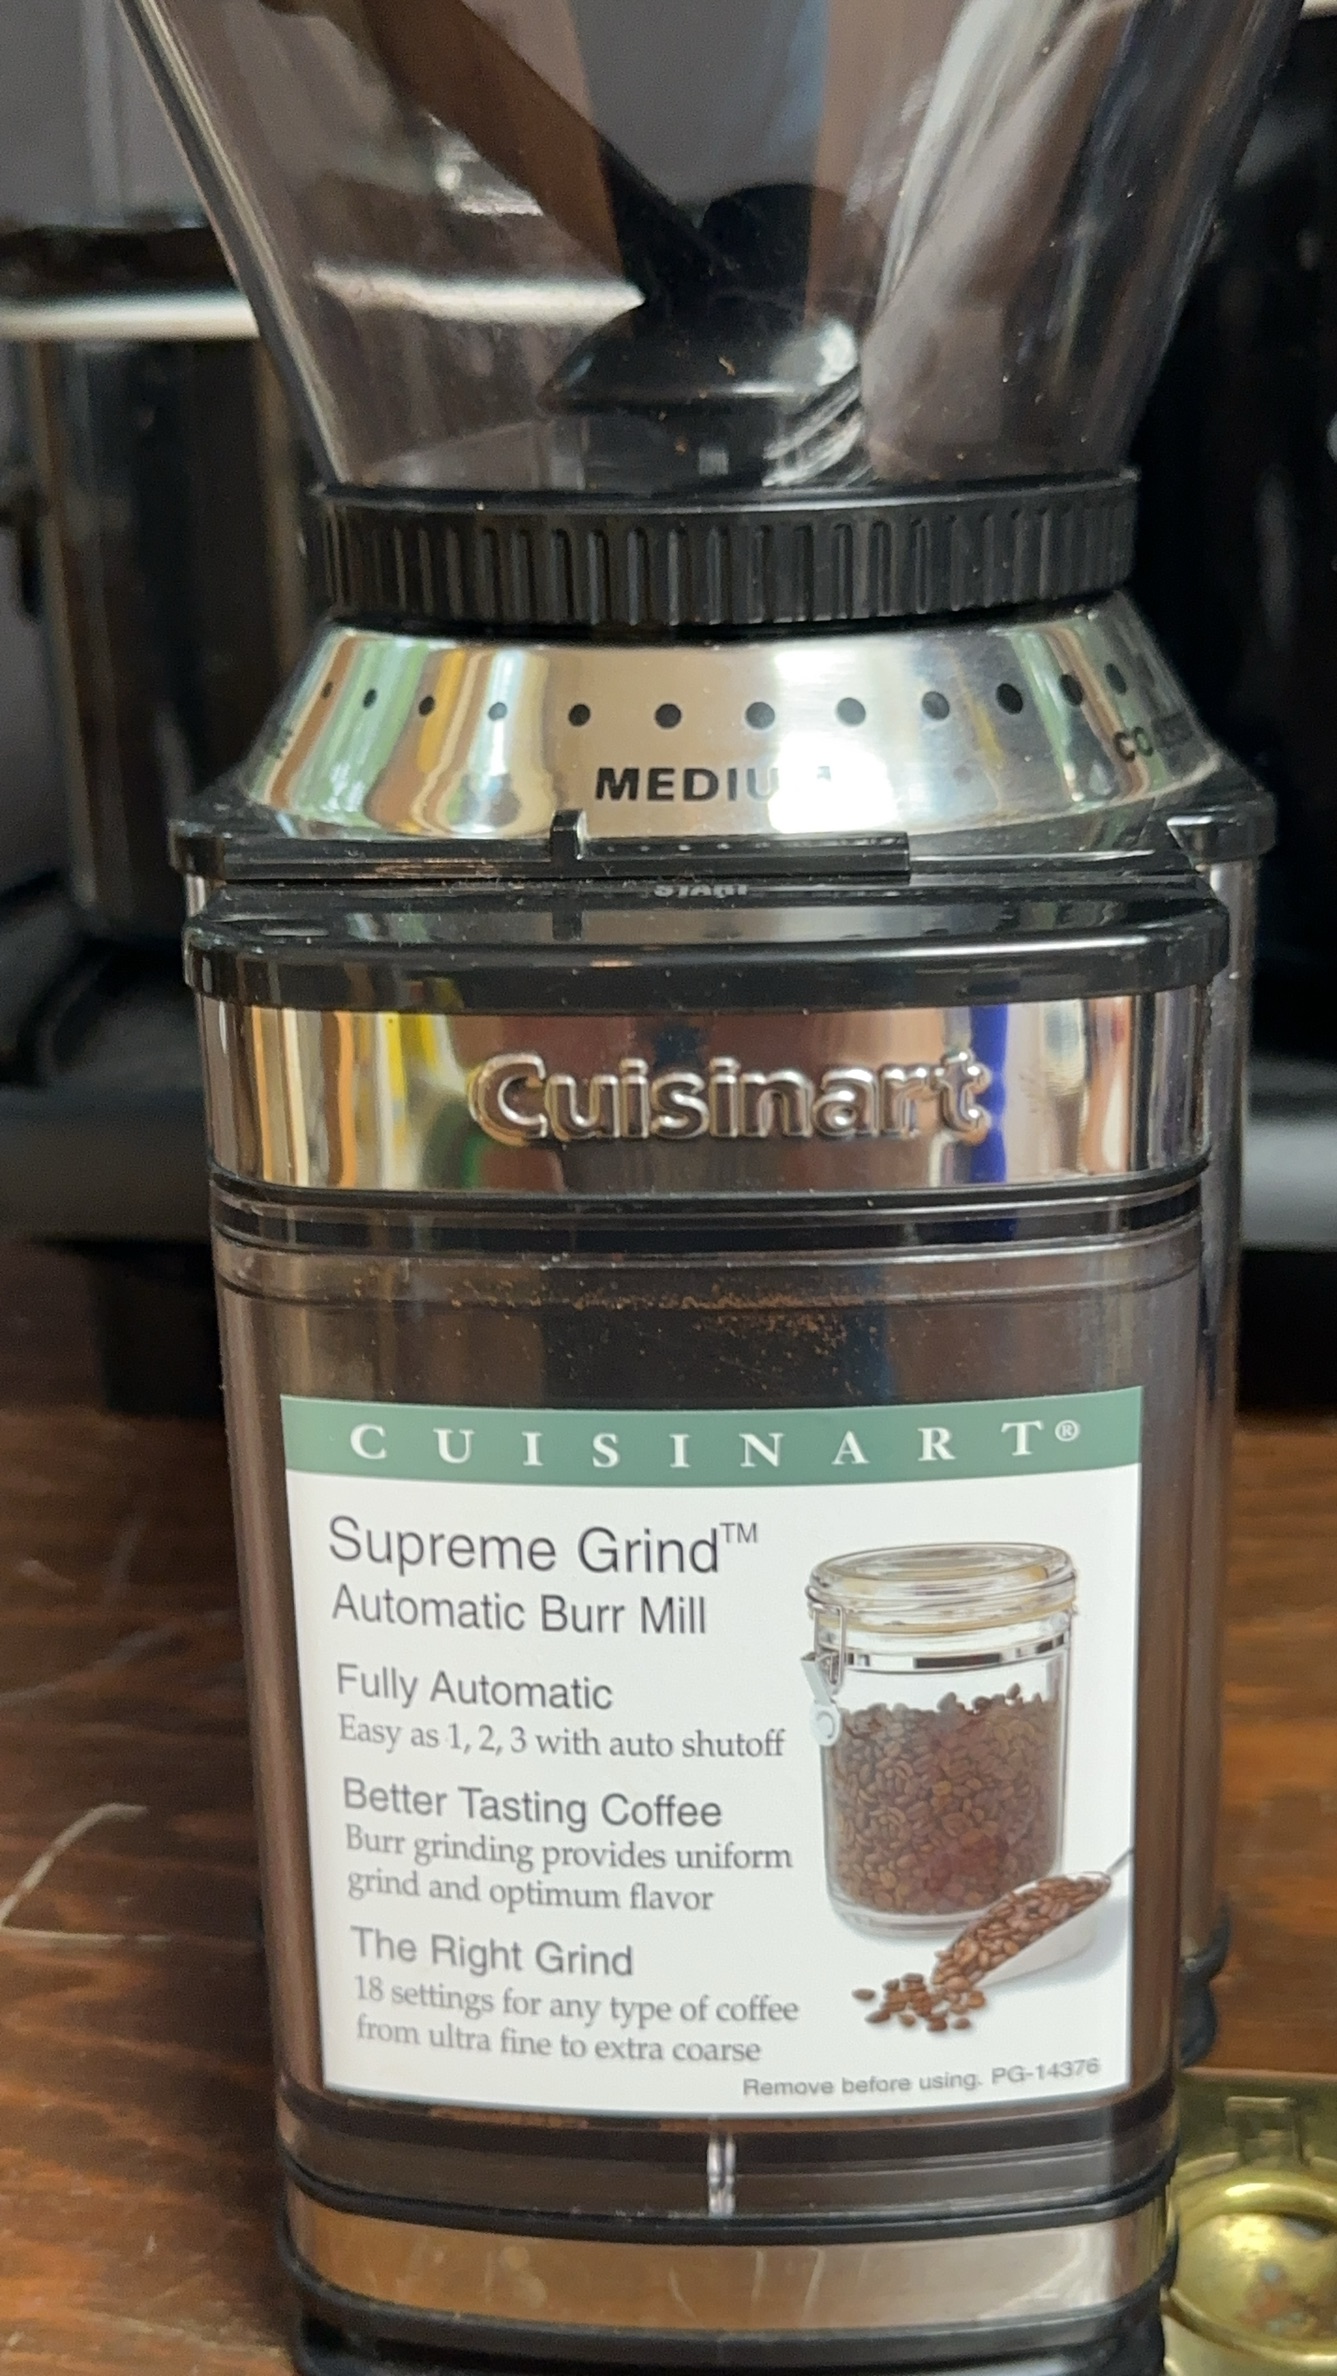 MEDIUM
START
Cuisinart
CUISINART®
Supreme Grind™
Automatic Burr Mill
Fully Automatic
Easy as 1, 2, 3 with auto shutoff
Better Tasting Coffee
Burr grinding provides uniform
grind and optimum flavor
The Right Grind
18 settings for any type of coffee
from ultra fine to extra coarse
Remove before using. PG-14376